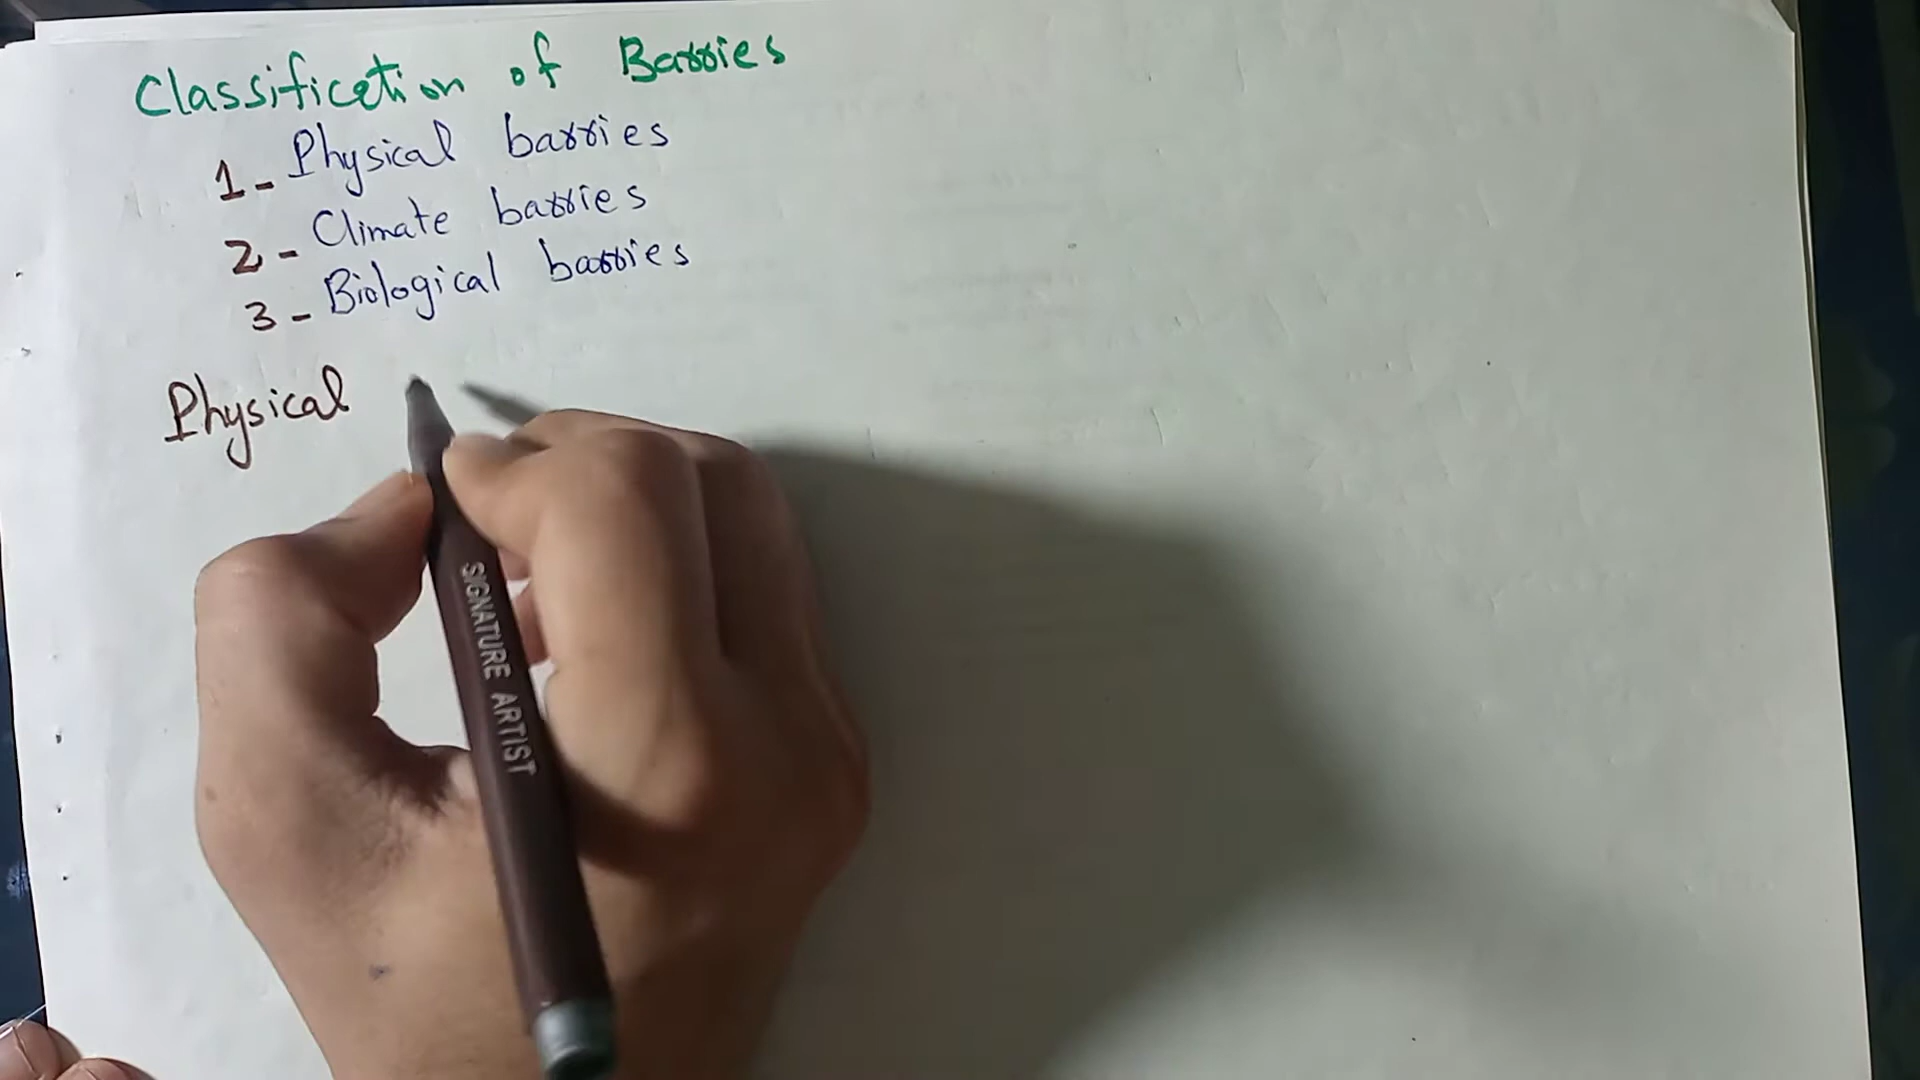 Classification of Barries
1- Physical barries
2- Climate barries
3- Biological barries
Physical
SIGNATURE ARTIST